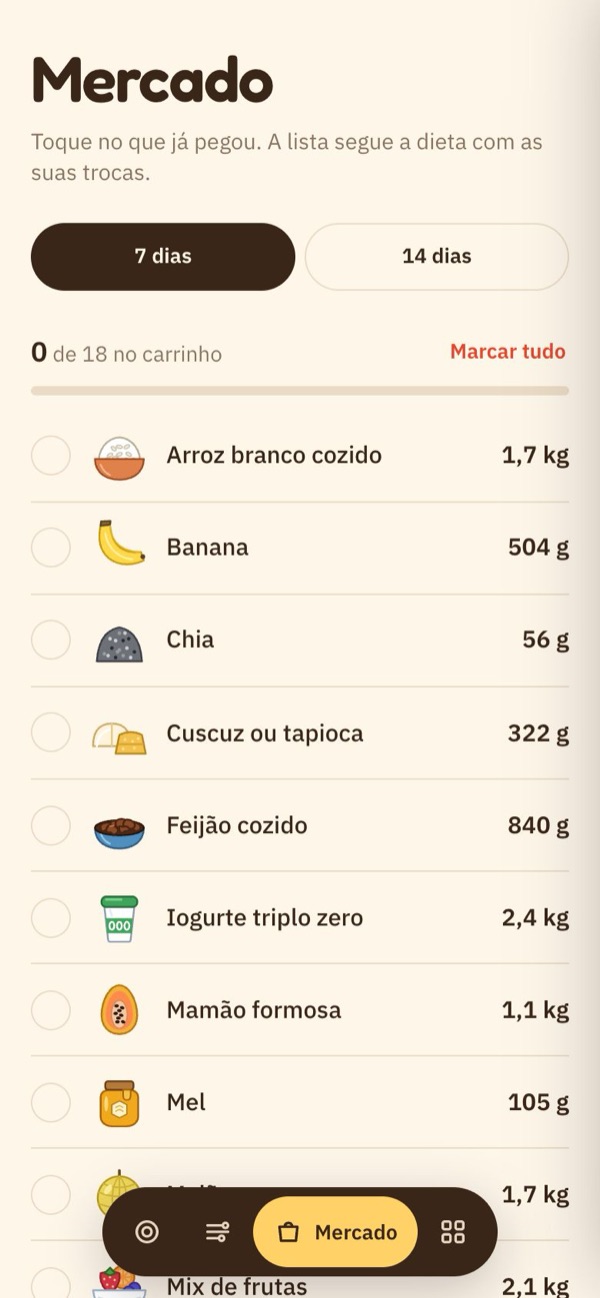 Mercado
Toque no que já pegou. A lista segue a dieta com as
suas trocas.
7 dias
14 dias
0 de 18 no carrinho
Marcar tudo
Arroz branco cozido 1,7 kg
Banana 504 g
Chia 56 g
Cuscuz ou tapioca 322 g
Feijão cozido 840 g
000
Iogurte triplo zero 2,4 kg
Mamão formosa 1,1 kg
Mel 105 g
1,7 kg
Mercado
Mix de frutas 2,1 kg